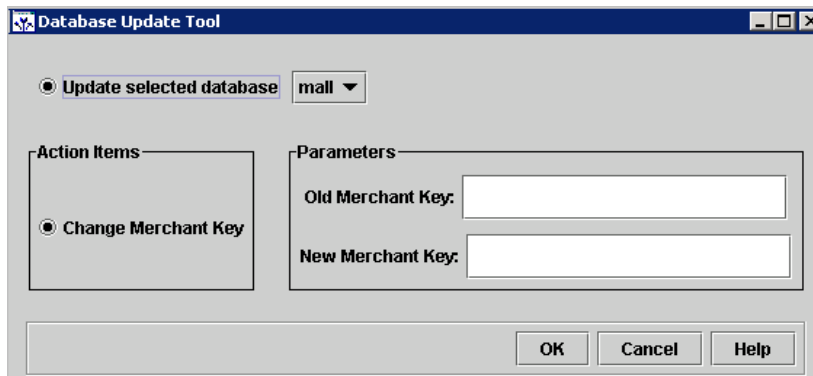 Database Update Tool
Update selected database mall
Action Items
Parameters
Old Merchant Key:
Change Merchant Key
New Merchant Key:
OK Cancel Help